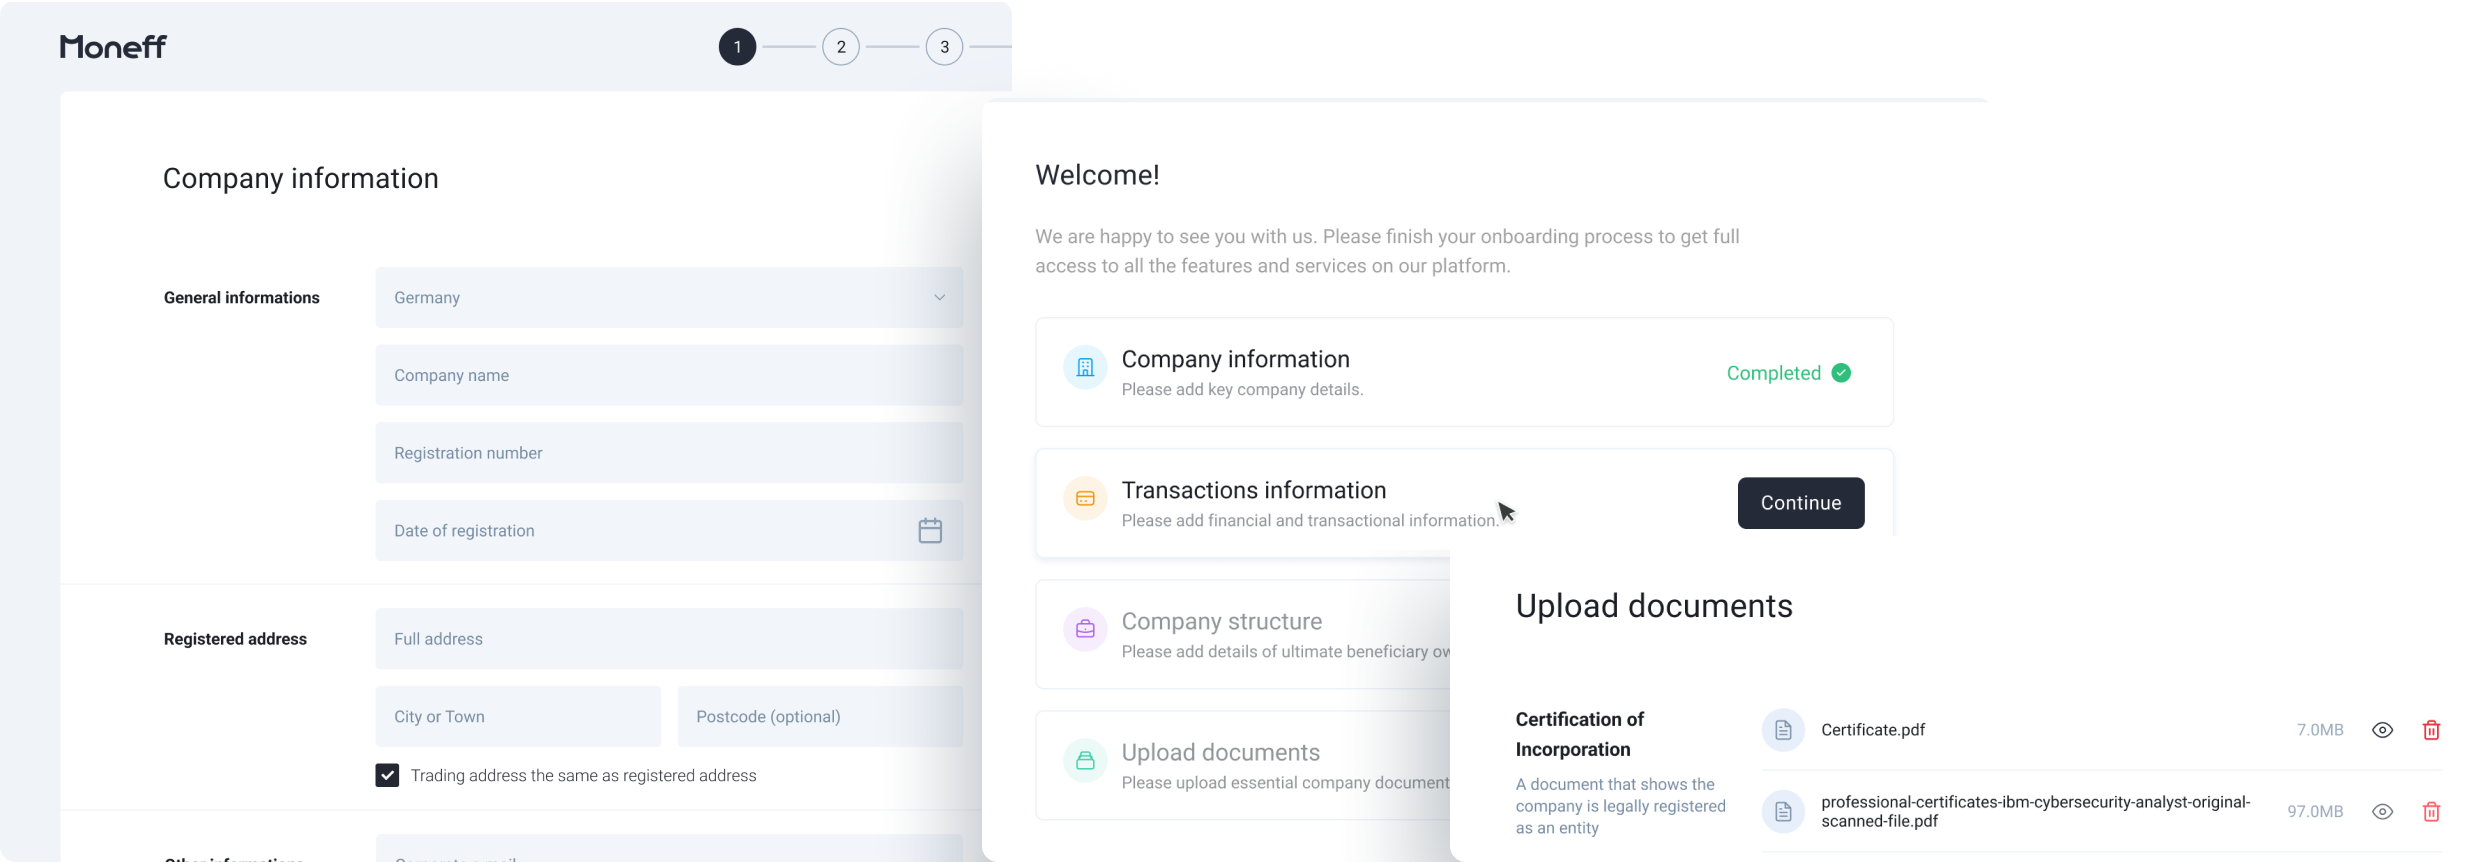 Moneff
1
2
3
Company information
General informations
Germany
Company name
Registration number
Date of registration
Registered address
Full address
City or Town
Postcode (optional)
Trading address the same as registered address
Welcome!
We are happy to see you with us. Please finish your onboarding process to get full
access to all the features and services on our platform.
Company information
Please add key company details.
Completed
Transactions information
Please add financial and transactional information.
Continue
Company structure
Please add details of ultimate beneficiary
Upload documents
Please upload essential company document
Upload documents
Certification of
Incorporation
A document that shows the
company is legally registered
as an entity
Certificate.pdf
7.0MB
professional-certificates-ibm-cybersecurity-analyst-original-
scanned-file.pdf
97.0MB